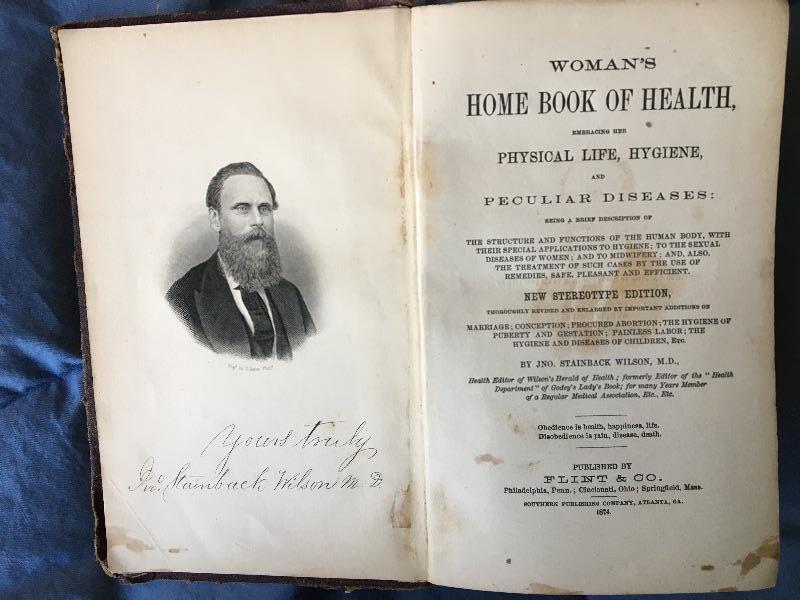 Yours truly
Jno. Stainback Wilson M D
WOMAN'S
HOME BOOK OF HEALTH,
EMBRACING HER
PHYSICAL LIFE, HYGIENE,
AND
PECULIAR DISEASES:
BEING A BRIEF DESCRIPTION OF
THE STRUCTURE AND FUNCTIONS OF THE HUMAN BODY, WITH
THEIR SPECIAL APPLICATIONS TO HYGIENE; TO THE SEXUAL
DISEASES OF WOMEN; AND TO MIDWIFERY; AND, ALSO,
THE TREATMENT OF SUCH CASES BY THE USE OF
REMEDIES, SAFE, PLEASANT AND EFFICIENT.
NEW STEREOTYPE EDITION,
THOROUGHLY REVISED AND ENLARGED BY IMPORTANT ADDITIONS ON
MARRIAGE; CONCEPTION; PROCURED ABORTION; THE HYGIENE OF
PUBERTY AND GESTATION; PAINLESS LABOR; THE
HYGIENE AND DISEASES OF CHILDREN, ETC.
BY JNO. STAINBACK WILSON, M.D.,
Health Editor of Wilson's Herald of Health; formerly Editor of the "Health
Department" of Godey's Lady's Book; for many Years Member
of a Regular Medical Association, Etc., Etc.
Obedience is health, happiness, life.
Disobedience is pain, disease, death.
PUBLISHED BY
FLINT & CO.
Philadelphia, Penn.; Cincinnati, Ohio; Springfield, Mass.
SOUTHERN PUBLISHING COMPANY, ATLANTA, GA.
1874.